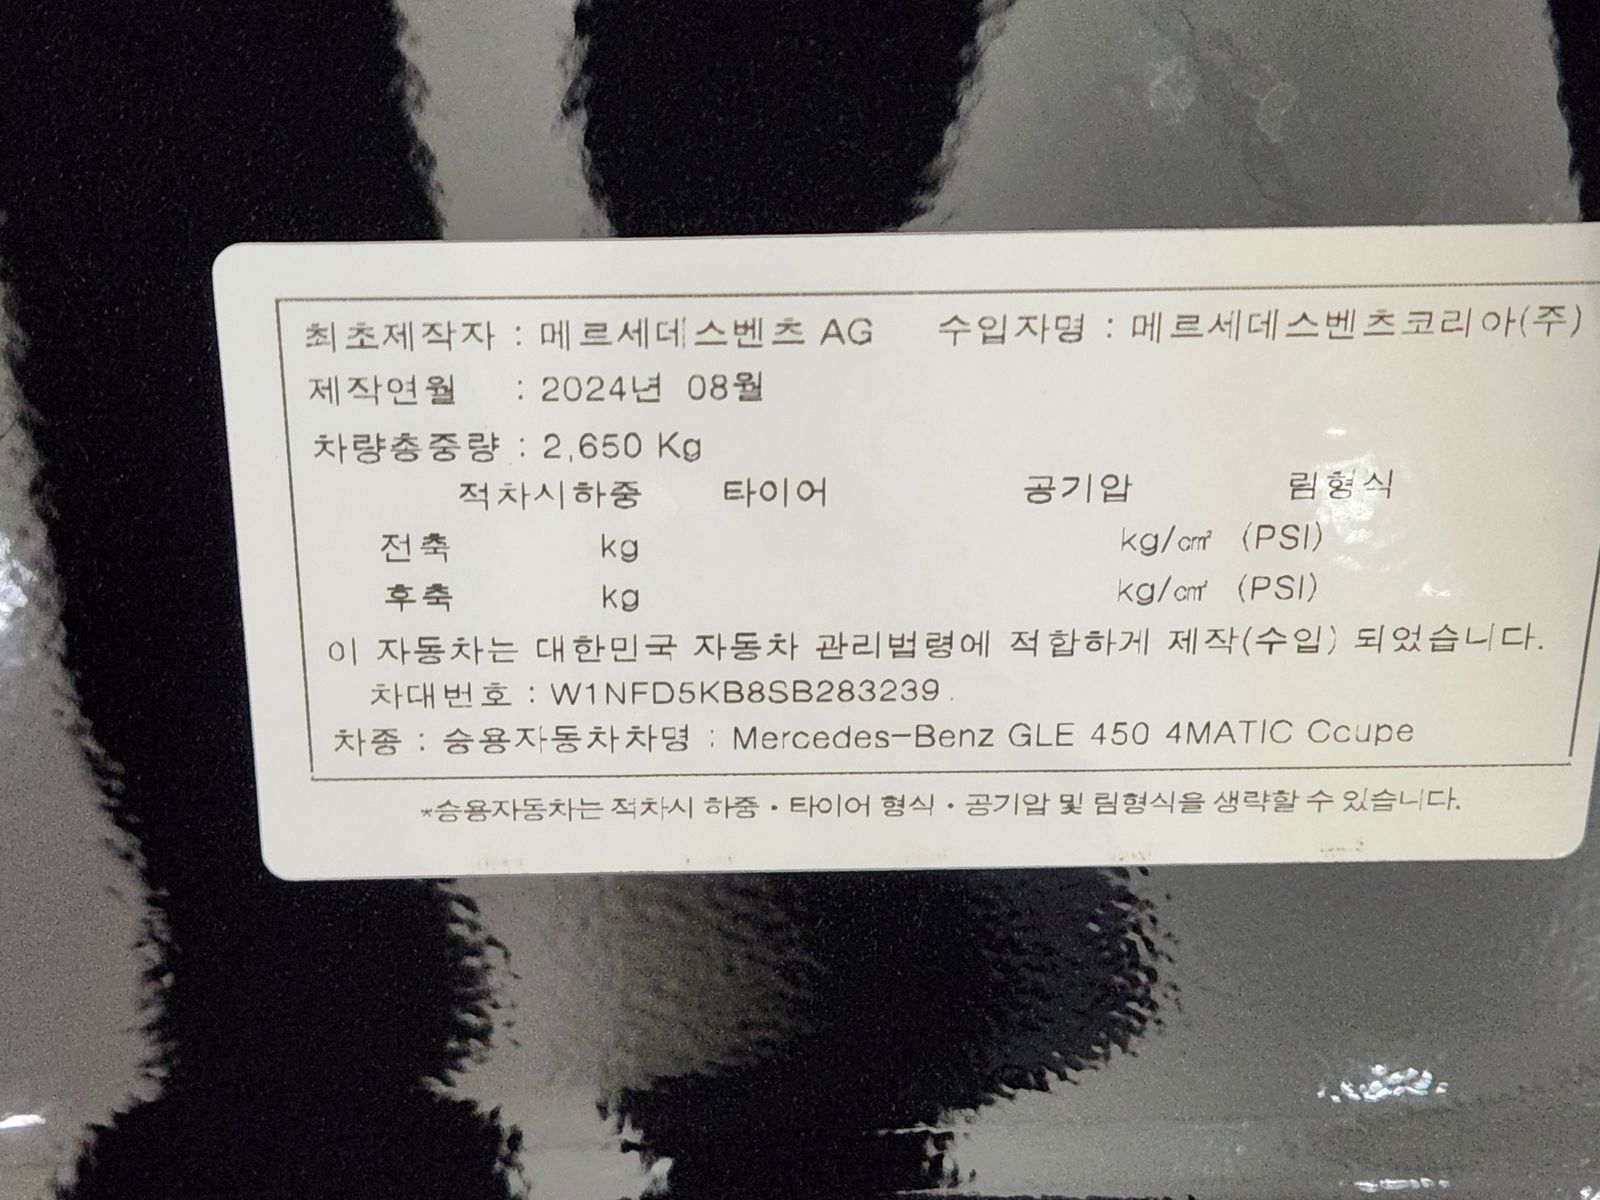 최초제작자 : 메르세데스벤츠 AG 수입자명 : 메르세데스벤츠코리아(주)
제작연월 : 2024년 08월
차량총중량 : 2,650 Kg
적차시하중 타이어 공기압 림형식
전축 kg kg/㎠ (PSI)
후축 kg kg/㎠ (PSI)
이 자동차는 대한민국 자동차 관리법령에 적합하게 제작(수입) 되었습니다.
차대번호 : W1NFD5KB8SB283239
차종 : 승용자동차차명 : Mercedes-Benz GLE 450 4MATIC Ccupe
*승용자동차는 적차시 하중·타이어 형식·공기압 및 림형식을 생략할 수 있습니다.